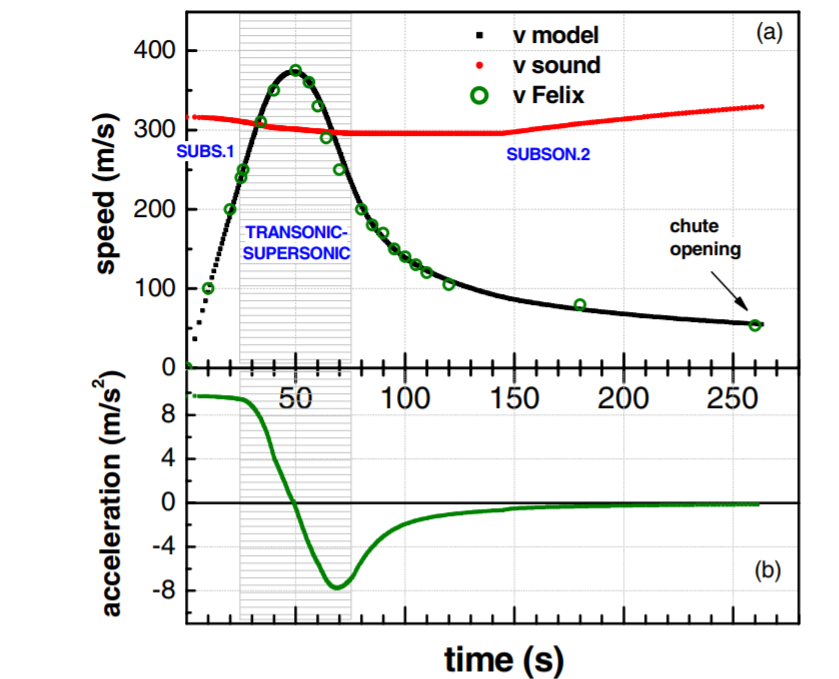 (a)
v model
v sound
v Felix
400
300
200
100
0
speed (m/s)
SUBS.1
SUBSON.2
TRANSONIC-
SUPERSONIC
chute
opening
50
100
150
200
250
8
4
0
-4
-8
acceleration (m/s²)
(b)
time (s)